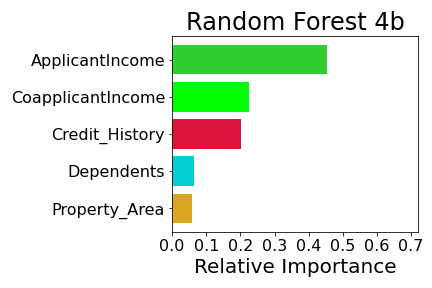 Random Forest 4b
ApplicantIncome
CoapplicantIncome
Credit_History
Dependents
Property_Area
0.0 0.1 0.2 0.3 0.4 0.5 0.6 0.7
Relative Importance